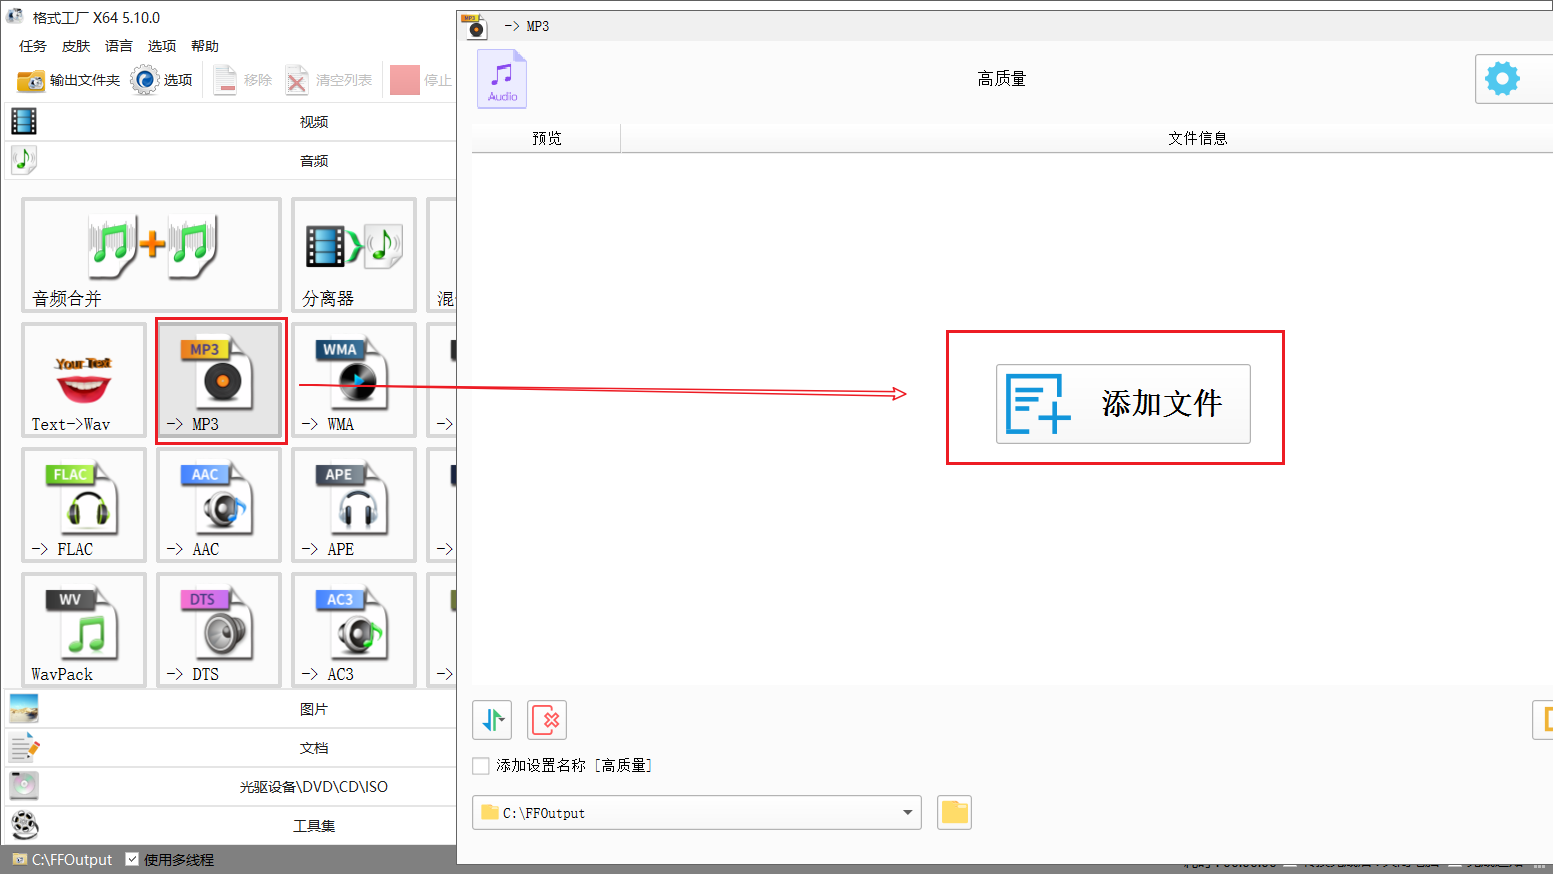 格式工厂 X64 5.10.0
任务 皮肤 语言 选项 帮助
输出文件夹 选项 移除 清空列表 停止
视频
音频
音频合并
分离器
混
Your Text
Text->Wav
MP3
-> MP3
WMA
-> WMA
->
FLAC
-> FLAC
AAC
-> AAC
APE
-> APE
->
WV
WavPack
DTS
-> DTS
AC3
-> AC3
->
图片
文档
光驱设备\DVD\CD\ISO
工具集
C:\FFOutput 使用多线程
MP3
-> MP3
Audio
高质量
预览 文件信息
添加文件
添加设置名称 [高质量]
C:\FFOutput